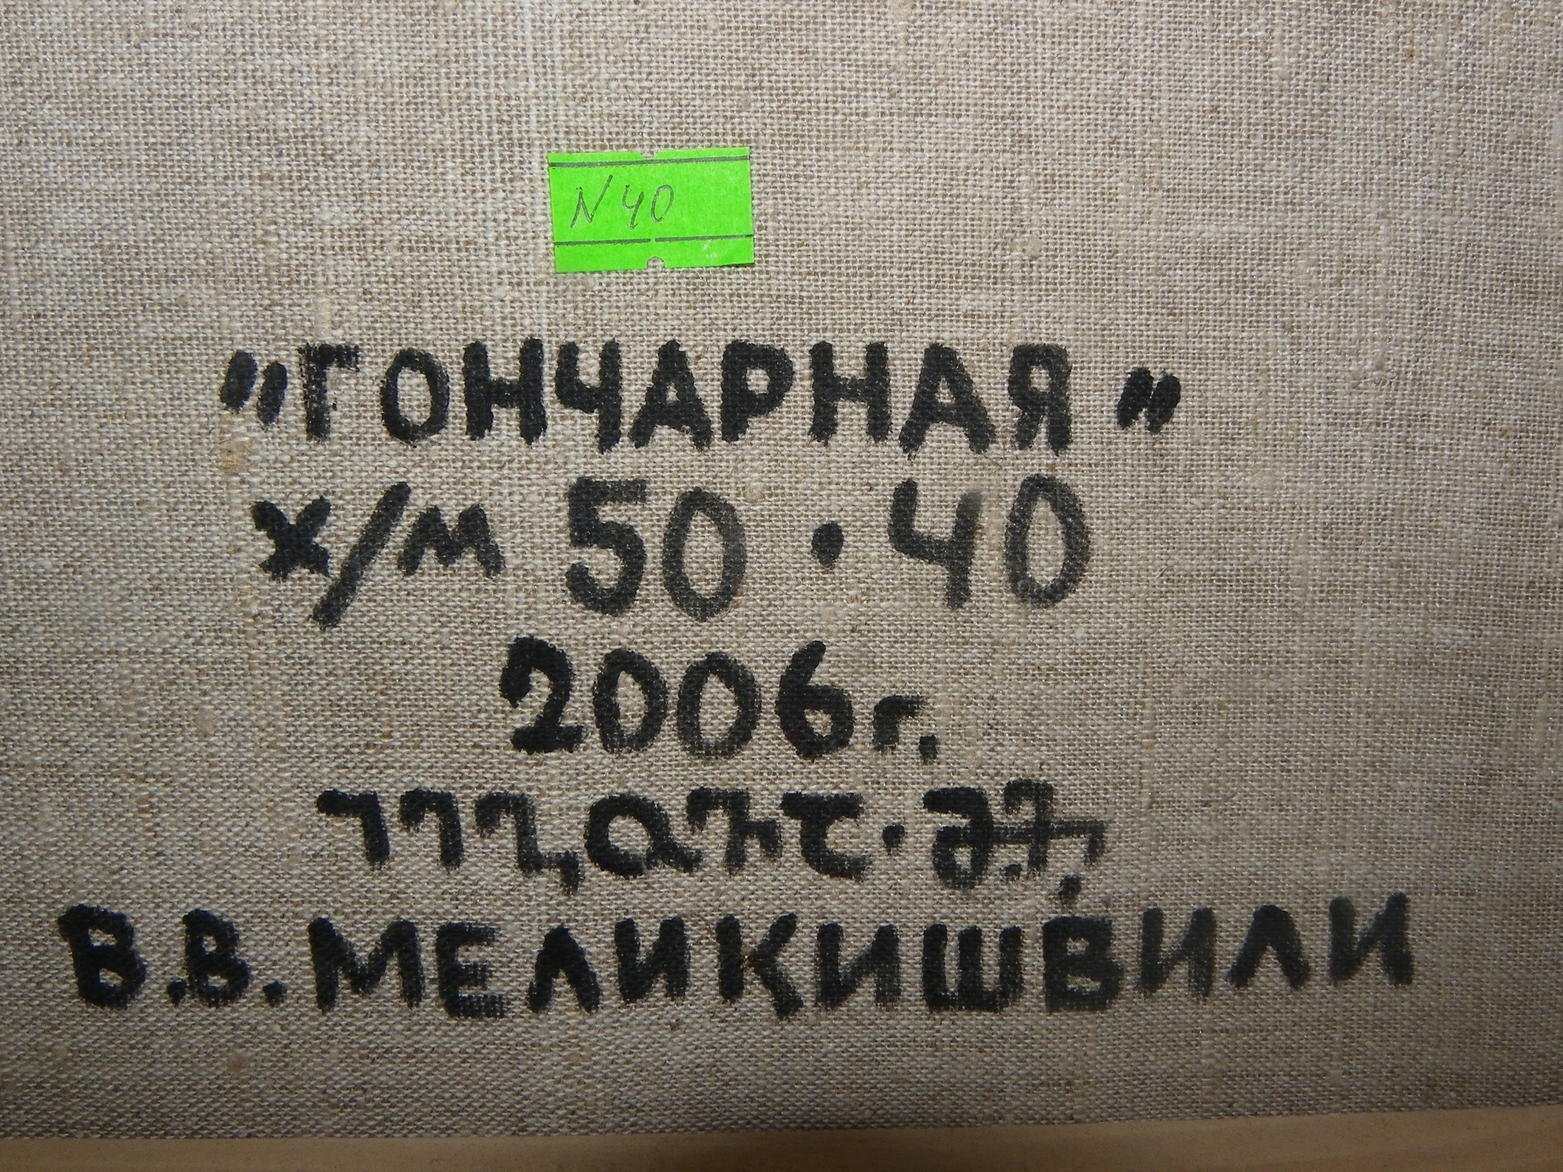 N 40
"ГОНЧАРНАЯ"
х/м 50 • 40
2006г.
В.В. МЕЛИКИШВИЛИ